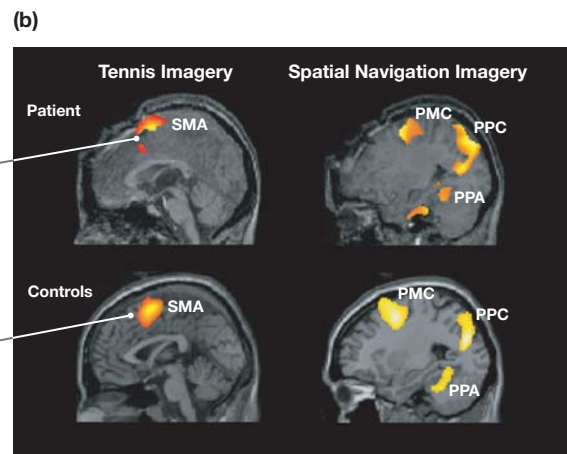 (b)
Tennis Imagery
Spatial Navigation Imagery
Patient
SMA
PMC
PPC
PPA
Controls
SMA
PMC
PPC
PPA